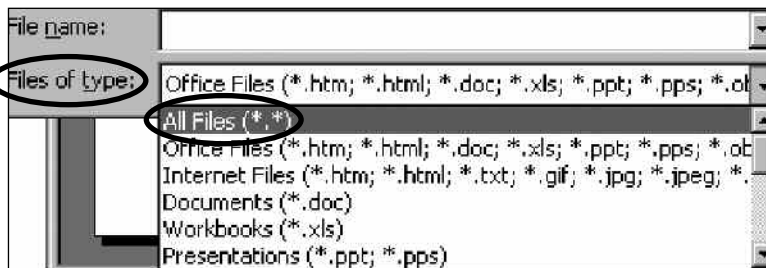 File name:
Files of type: Office Files (*.htm; *.html; *.doc; *.xls; *.ppt; *.pps; *.ob
All Files (*.*)
Office Files (*.htm; *.html; *.doc; *.xls; *.ppt; *.pps; *.ob
Internet Files (*.htm; *.html; *.txt; *.gif; *.jpg; *.jpeg; *.
Documents (*.doc)
Workbooks (*.xls)
Presentations (*.ppt; *.pps)